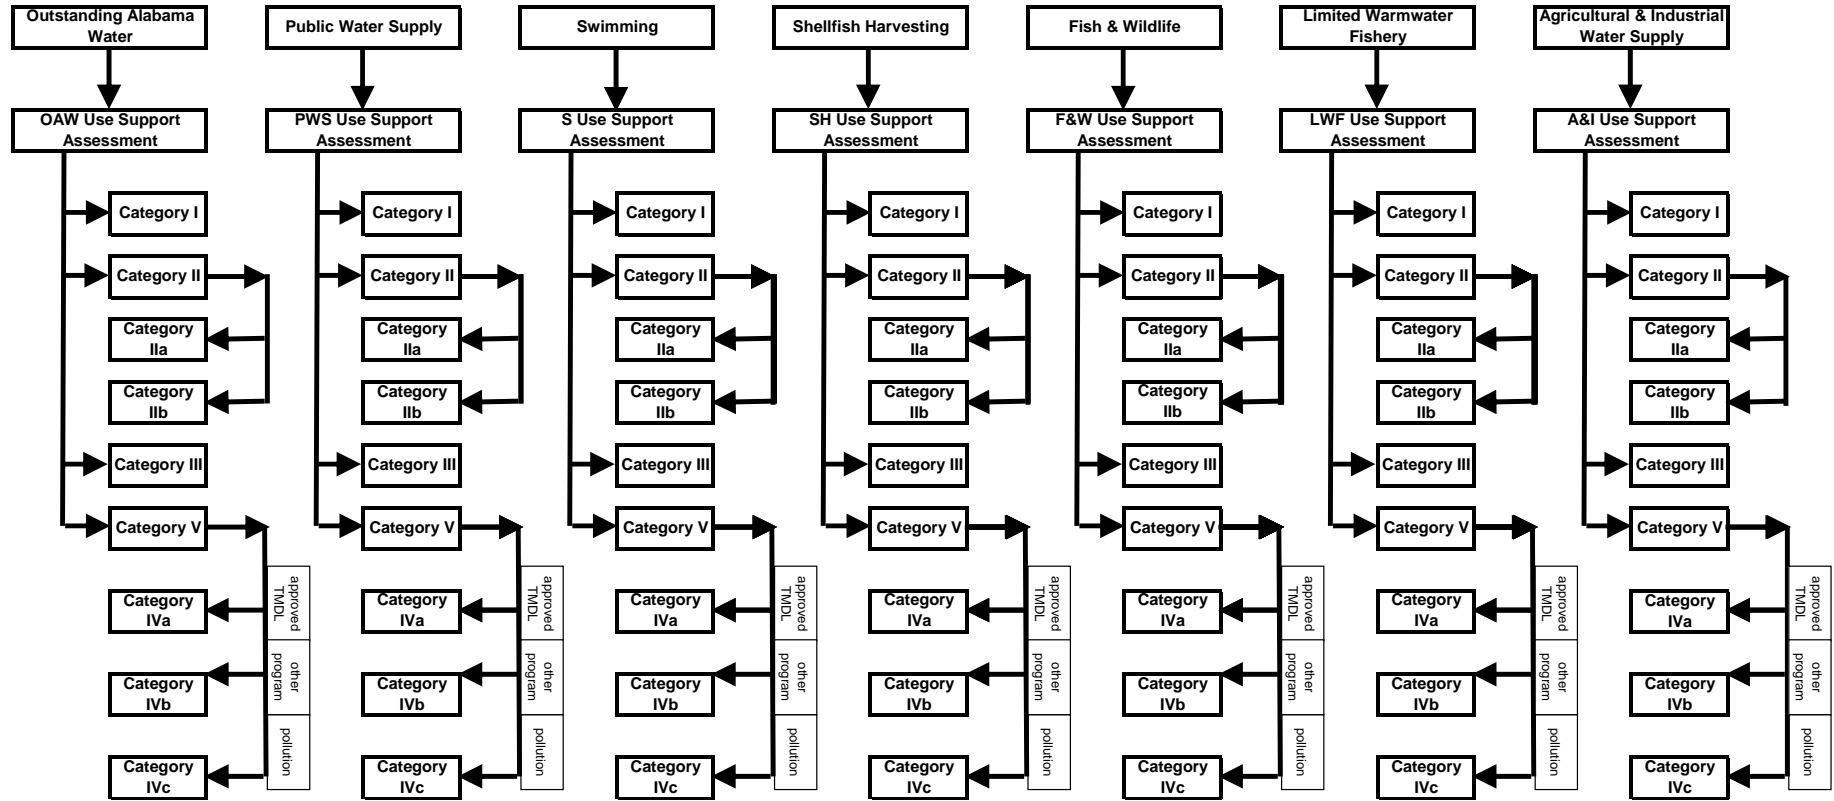 Outstanding Alabama
Water
Public Water Supply
Swimming
Shellfish Harvesting
Fish & Wildlife
Limited Warmwater
Fishery
Agricultural & Industrial
Water Supply
OAW Use Support
Assessment
PWS Use Support
Assessment
S Use Support
Assessment
SH Use Support
Assessment
F&W Use Support
Assessment
LWF Use Support
Assessment
A&I Use Support
Assessment
Category I
Category II
Category
IIa
Category
IIb
Category III
Category V
Category
IVa
Category
IVb
Category
IVc
approved
TMDL
other
program
pollution
Category I
Category II
Category
IIa
Category
IIb
Category III
Category V
Category
IVa
Category
IVb
Category
IVc
approved
TMDL
other
program
pollution
Category I
Category II
Category
IIa
Category
IIb
Category III
Category V
Category
IVa
Category
IVb
Category
IVc
approved
TMDL
other
program
pollution
Category I
Category II
Category
IIa
Category
IIb
Category III
Category V
Category
IVa
Category
IVb
Category
IVc
approved
TMDL
other
program
pollution
Category I
Category II
Category
IIa
Category
IIb
Category III
Category V
Category
IVa
Category
IVb
Category
IVc
approved
TMDL
other
program
pollution
Category I
Category II
Category
IIa
Category
IIb
Category III
Category V
Category
IVa
Category
IVb
Category
IVc
approved
TMDL
other
program
pollution
Category I
Category II
Category
IIa
Category
IIb
Category III
Category V
Category
IVa
Category
IVb
Category
IVc
approved
TMDL
other
program
pollution